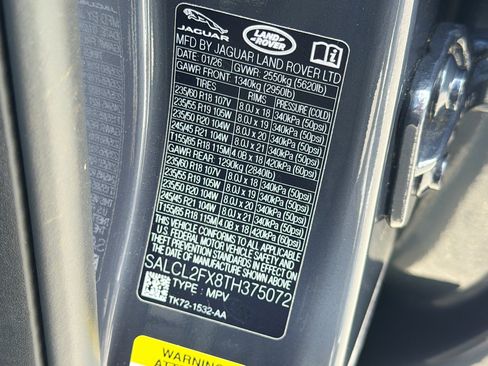 JAGUAR LAND ROVER
MFD BY JAGUAR LAND ROVER LTD
DATE: 01/26 GVWR: 2550kg (5620lb)
GAWR FRONT: 1340kg (2950lb)
TIRES RIMS PRESSURE (COLD)
235/60 R18 107V 8.0J x 18 340kPa (50psi)
235/55 R19 105W 8.0J x 19 340kPa (50psi)
235/50 R20 104W 8.0J x 20 340kPa (50psi)
245/45 R21 104W 8.0J x 21 340kPa (50psi)
T155/85 R18 115M 4.0B x 18 420kPa (60psi)
GAWR REAR: 1290kg (2840lb)
235/60 R18 107V 8.0J x 18 340kPa (50psi)
235/55 R19 105W 8.0J x 19 340kPa (50psi)
235/50 R20 104W 8.0J x 20 340kPa (50psi)
245/45 R21 104W 8.0J x 21 340kPa (50psi)
T155/85 R18 115M 4.0B x 18 420kPa (60psi)
THIS VEHICLE CONFORMS TO ALL APPLICABLE
U.S. FEDERAL MOTOR VEHICLE SAFETY AND
THEFT PREVENTION STANDARDS IN EFFECT ON
THE DATE OF MANUFACTURE SHOWN ABOVE.
SALCL2FX8TH375072
TYPE: MPV
TK72-1532-AA
WARNING